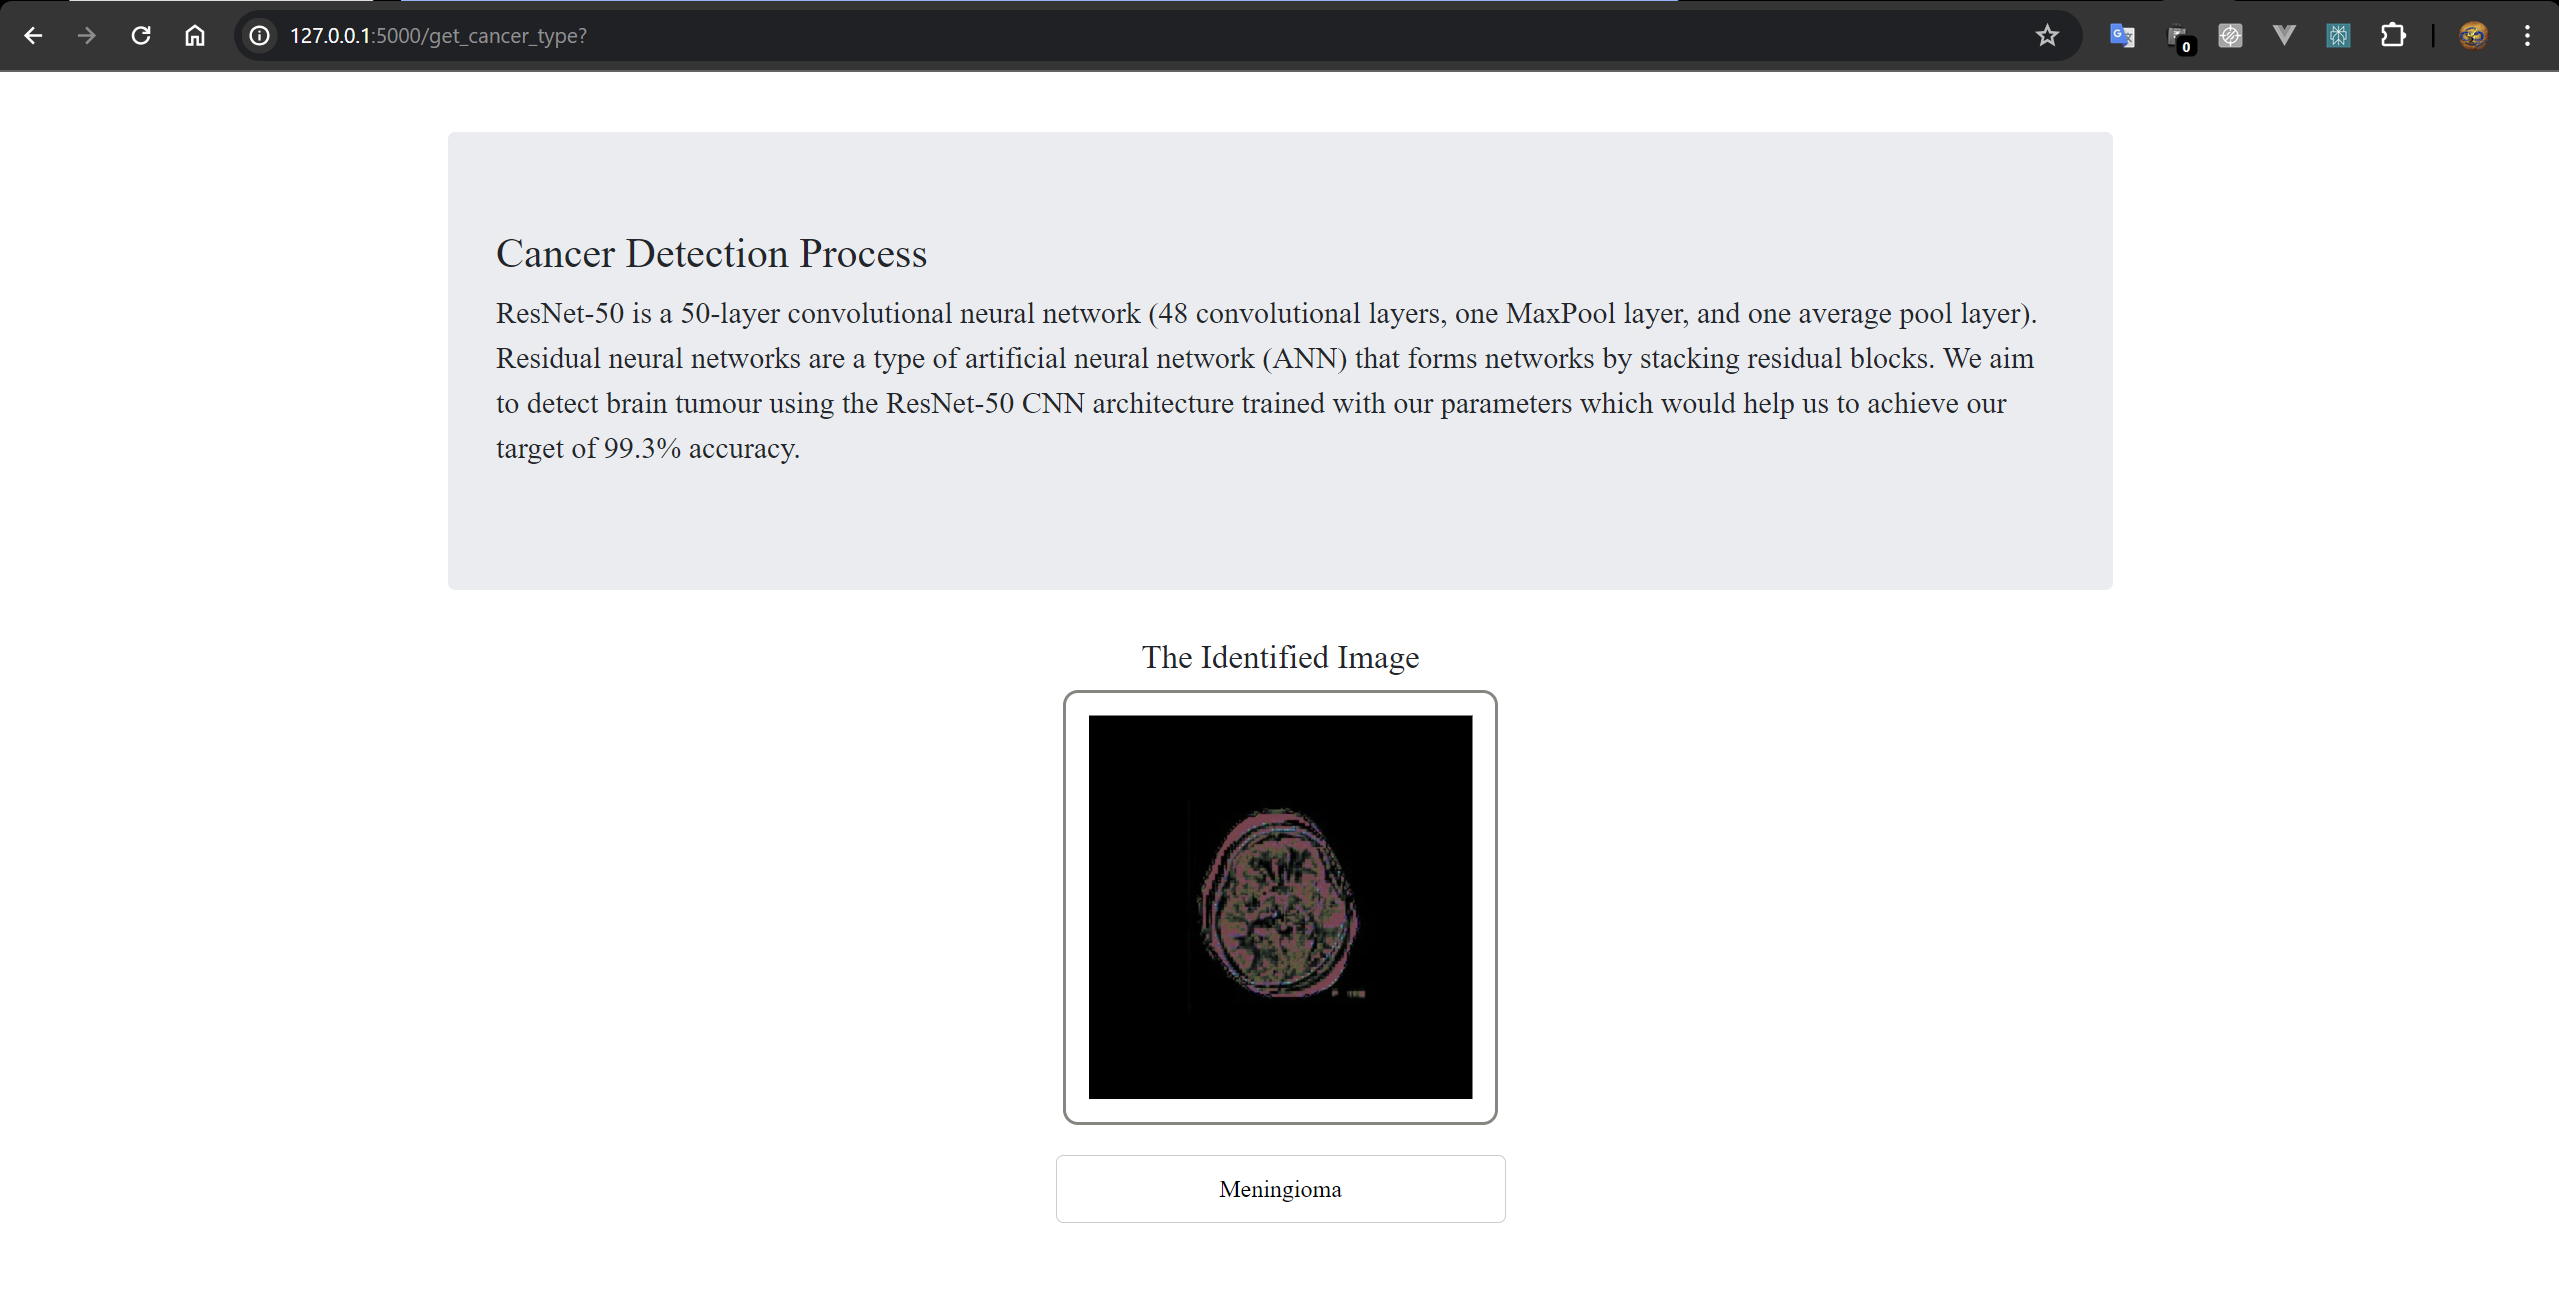 127.0.0.1:5000/get_cancer_type?
0
Cancer Detection Process
ResNet-50 is a 50-layer convolutional neural network (48 convolutional layers, one MaxPool layer, and one average pool layer).
Residual neural networks are a type of artificial neural network (ANN) that forms networks by stacking residual blocks. We aim
to detect brain tumour using the ResNet-50 CNN architecture trained with our parameters which would help us to achieve our
target of 99.3% accuracy.
The Identified Image
Meningioma